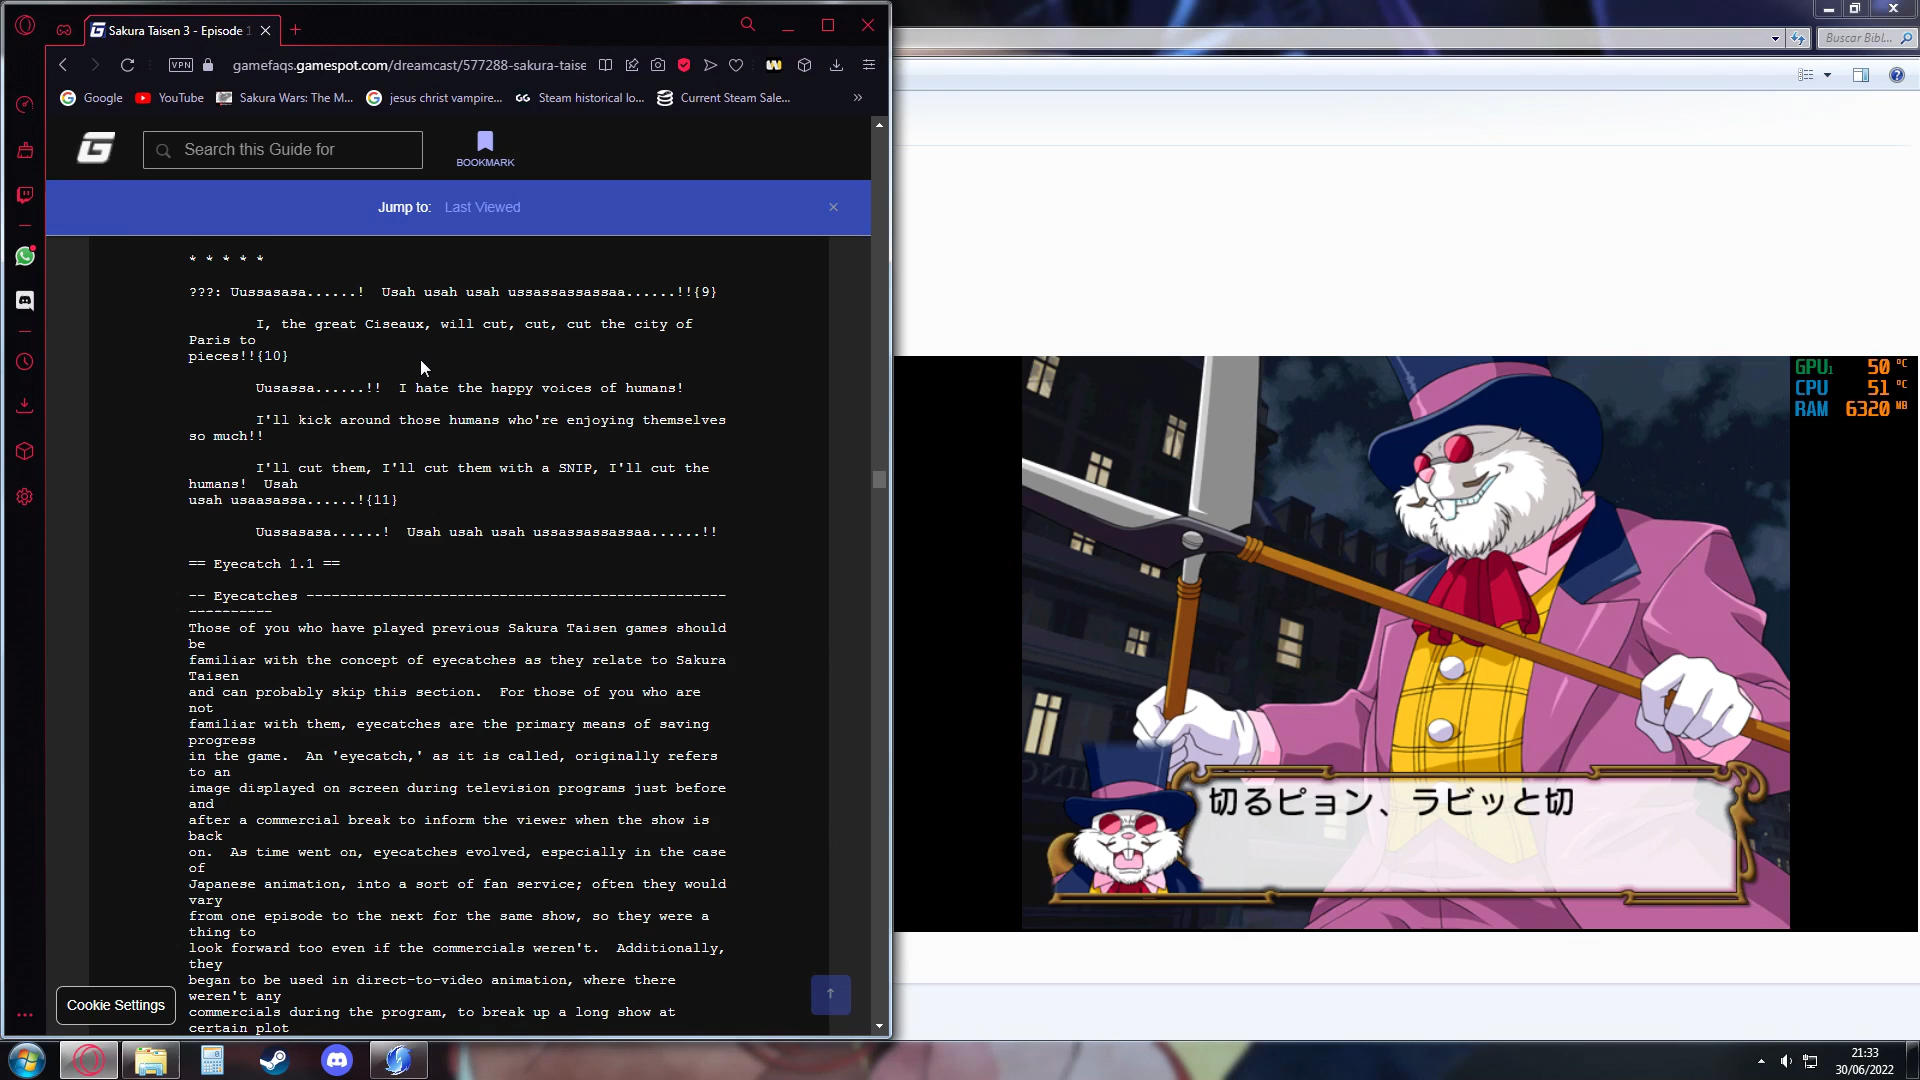 Sakura Taisen 3 - Episode 1
VPN
gamefaqs.gamespot.com/dreamcast/577288-sakura-taise
Google
YouTube
Sakura Wars: The M...
jesus christ vampire...
Steam historical lo...
Current Steam Sale...
Buscar Bibl...
Search this Guide for
BOOKMARK
Jump to: Last Viewed
* * * * *
???: Uussasasa......!  Usah usah usah ussassassassaa......!!{9}
I, the great Ciseaux, will cut, cut, cut the city of
Paris to
pieces!!{10}
Uusassa......!!  I hate the happy voices of humans!
I'll kick around those humans who're enjoying themselves
so much!!
I'll cut them, I'll cut them with a SNIP, I'll cut the
humans!  Usah
usah usaasassa......!{11}
Uussasasa......!  Usah usah usah ussassassassaa......!!
== Eyecatch 1.1 ==
-- Eyecatches --------------------------------------------------
----------
Those of you who have played previous Sakura Taisen games should
be
familiar with the concept of eyecatches as they relate to Sakura
Taisen
and can probably skip this section.  For those of you who are
not
familiar with them, eyecatches are the primary means of saving
progress
in the game.  An 'eyecatch,' as it is called, originally refers
to an
image displayed on screen during television programs just before
and
after a commercial break to inform the viewer when the show is
back
on.  As time went on, eyecatches evolved, especially in the case
of
Japanese animation, into a sort of fan service; often they would
vary
from one episode to the next for the same show, so they were a
thing to
look forward too even if the commercials weren't.  Additionally,
they
began to be used in direct-to-video animation, where there
weren't any
commercials during the program, to break up a long show at
certain plot
Cookie Settings
GPU1 50 °C
CPU 51 °C
RAM 6320 MB
切るピョン、ラビッと切
21:33
30/06/2022